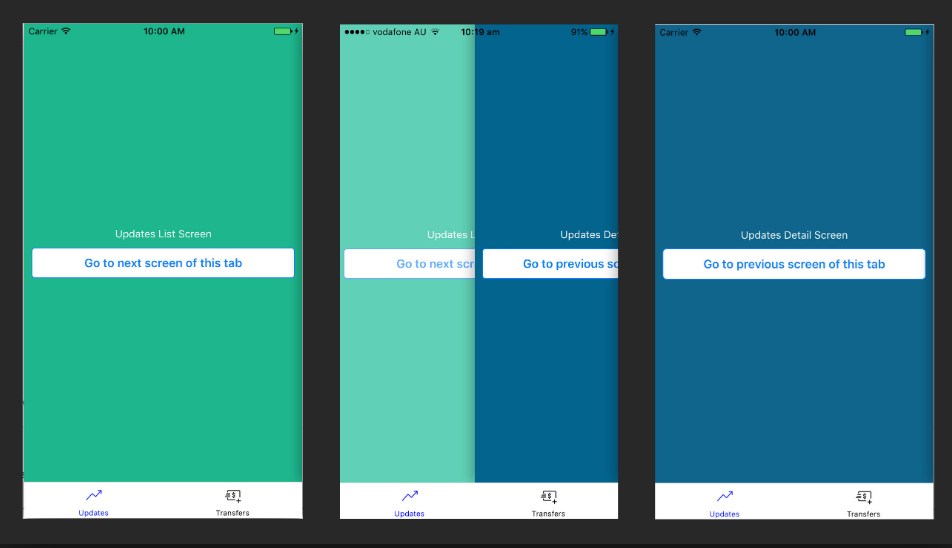 Carrier 10:00 AM
Updates List Screen
Go to next screen of this tab
Updates Transfers
vodafone AU 10:19 am 91%
Updates L Updates De
Go to next scr Go to previous sc
Updates Transfers
Carrier 10:00 AM
Updates Detail Screen
Go to previous screen of this tab
Updates Transfers